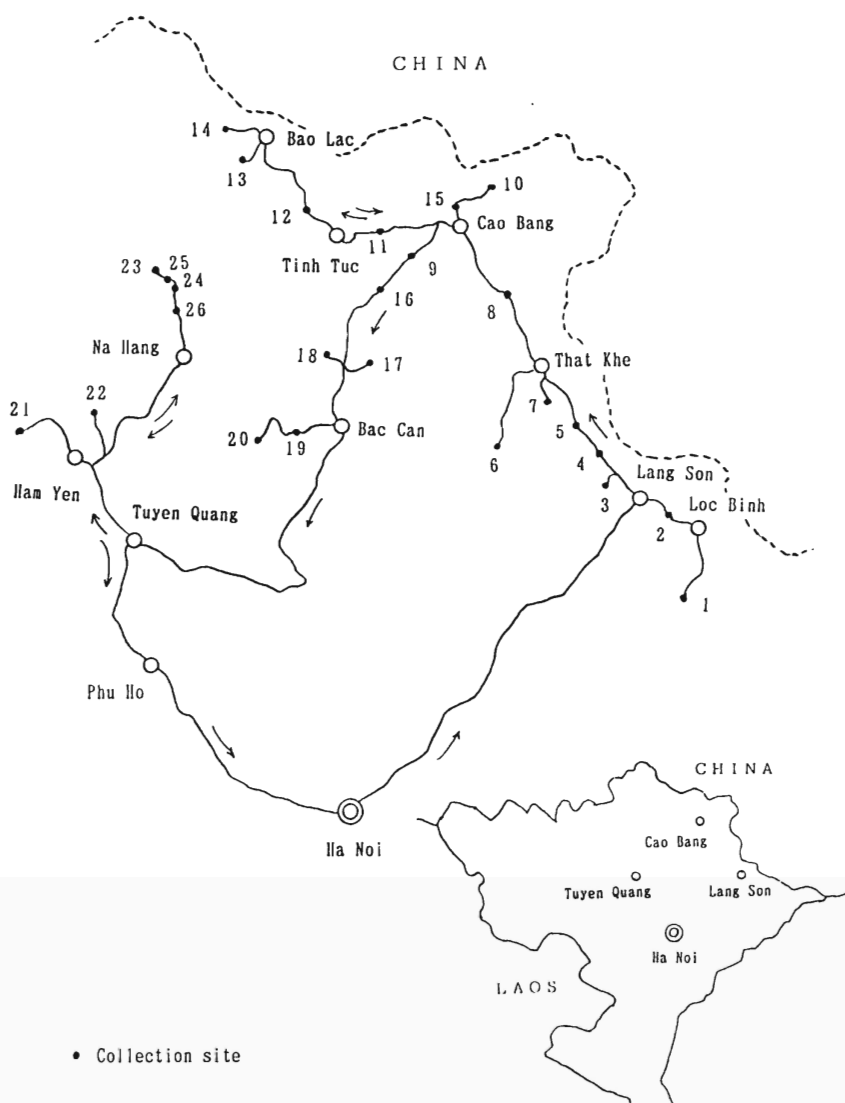 CHINA
14
Bao Lac
13
10
15
12
Cao Bang
11
Tinh Tuc
9
23
25
24
26
16
8
Na Hang
18
17
That Khe
7
22
21
5
20
19
Bac Can
6
4
Lang Son
Ham Yen
3
Loc Binh
2
Tuyen Quang
1
Phu Ho
Ha Noi
CHINA
Cao Bang
Tuyen Quang
Lang Son
Ha Noi
LAOS
• Collection site